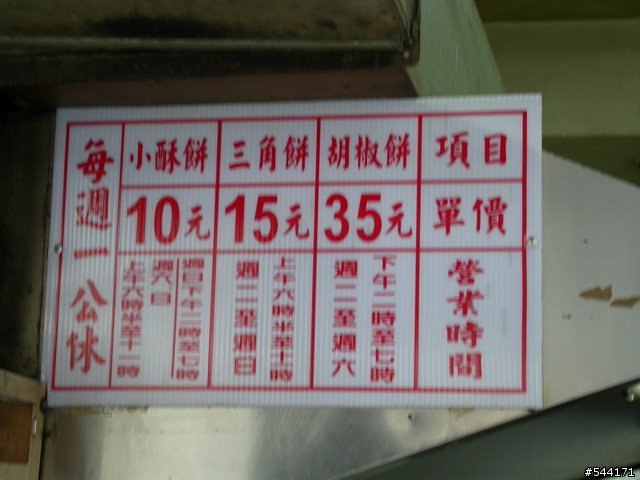 項目 胡椒餅 三角餅 小酥餅
單價 35元 15元 10元
營業時間
週二至週六
下午二時至七時
週二至週日
上午六時半至十一時
週六.日
上午六時半至十一時
週日下午二時至七時
每週一公休
#544171